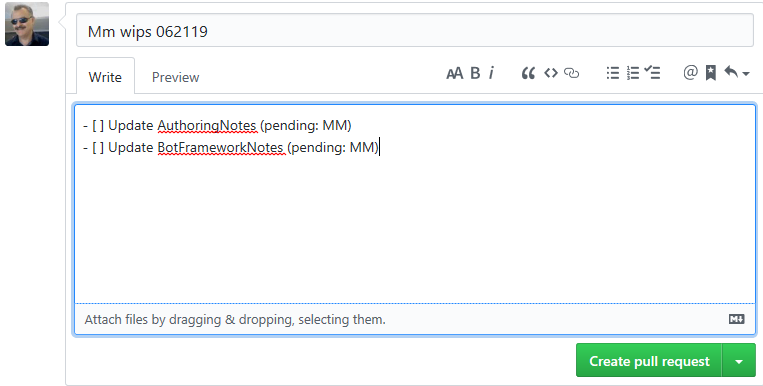 Mm wips 062119
Write
Preview
AA B i
- [ ] Update AuthoringNotes (pending: MM)
- [ ] Update BotFrameworkNotes (pending: MM)
Attach files by dragging & dropping, selecting them.
Create pull request